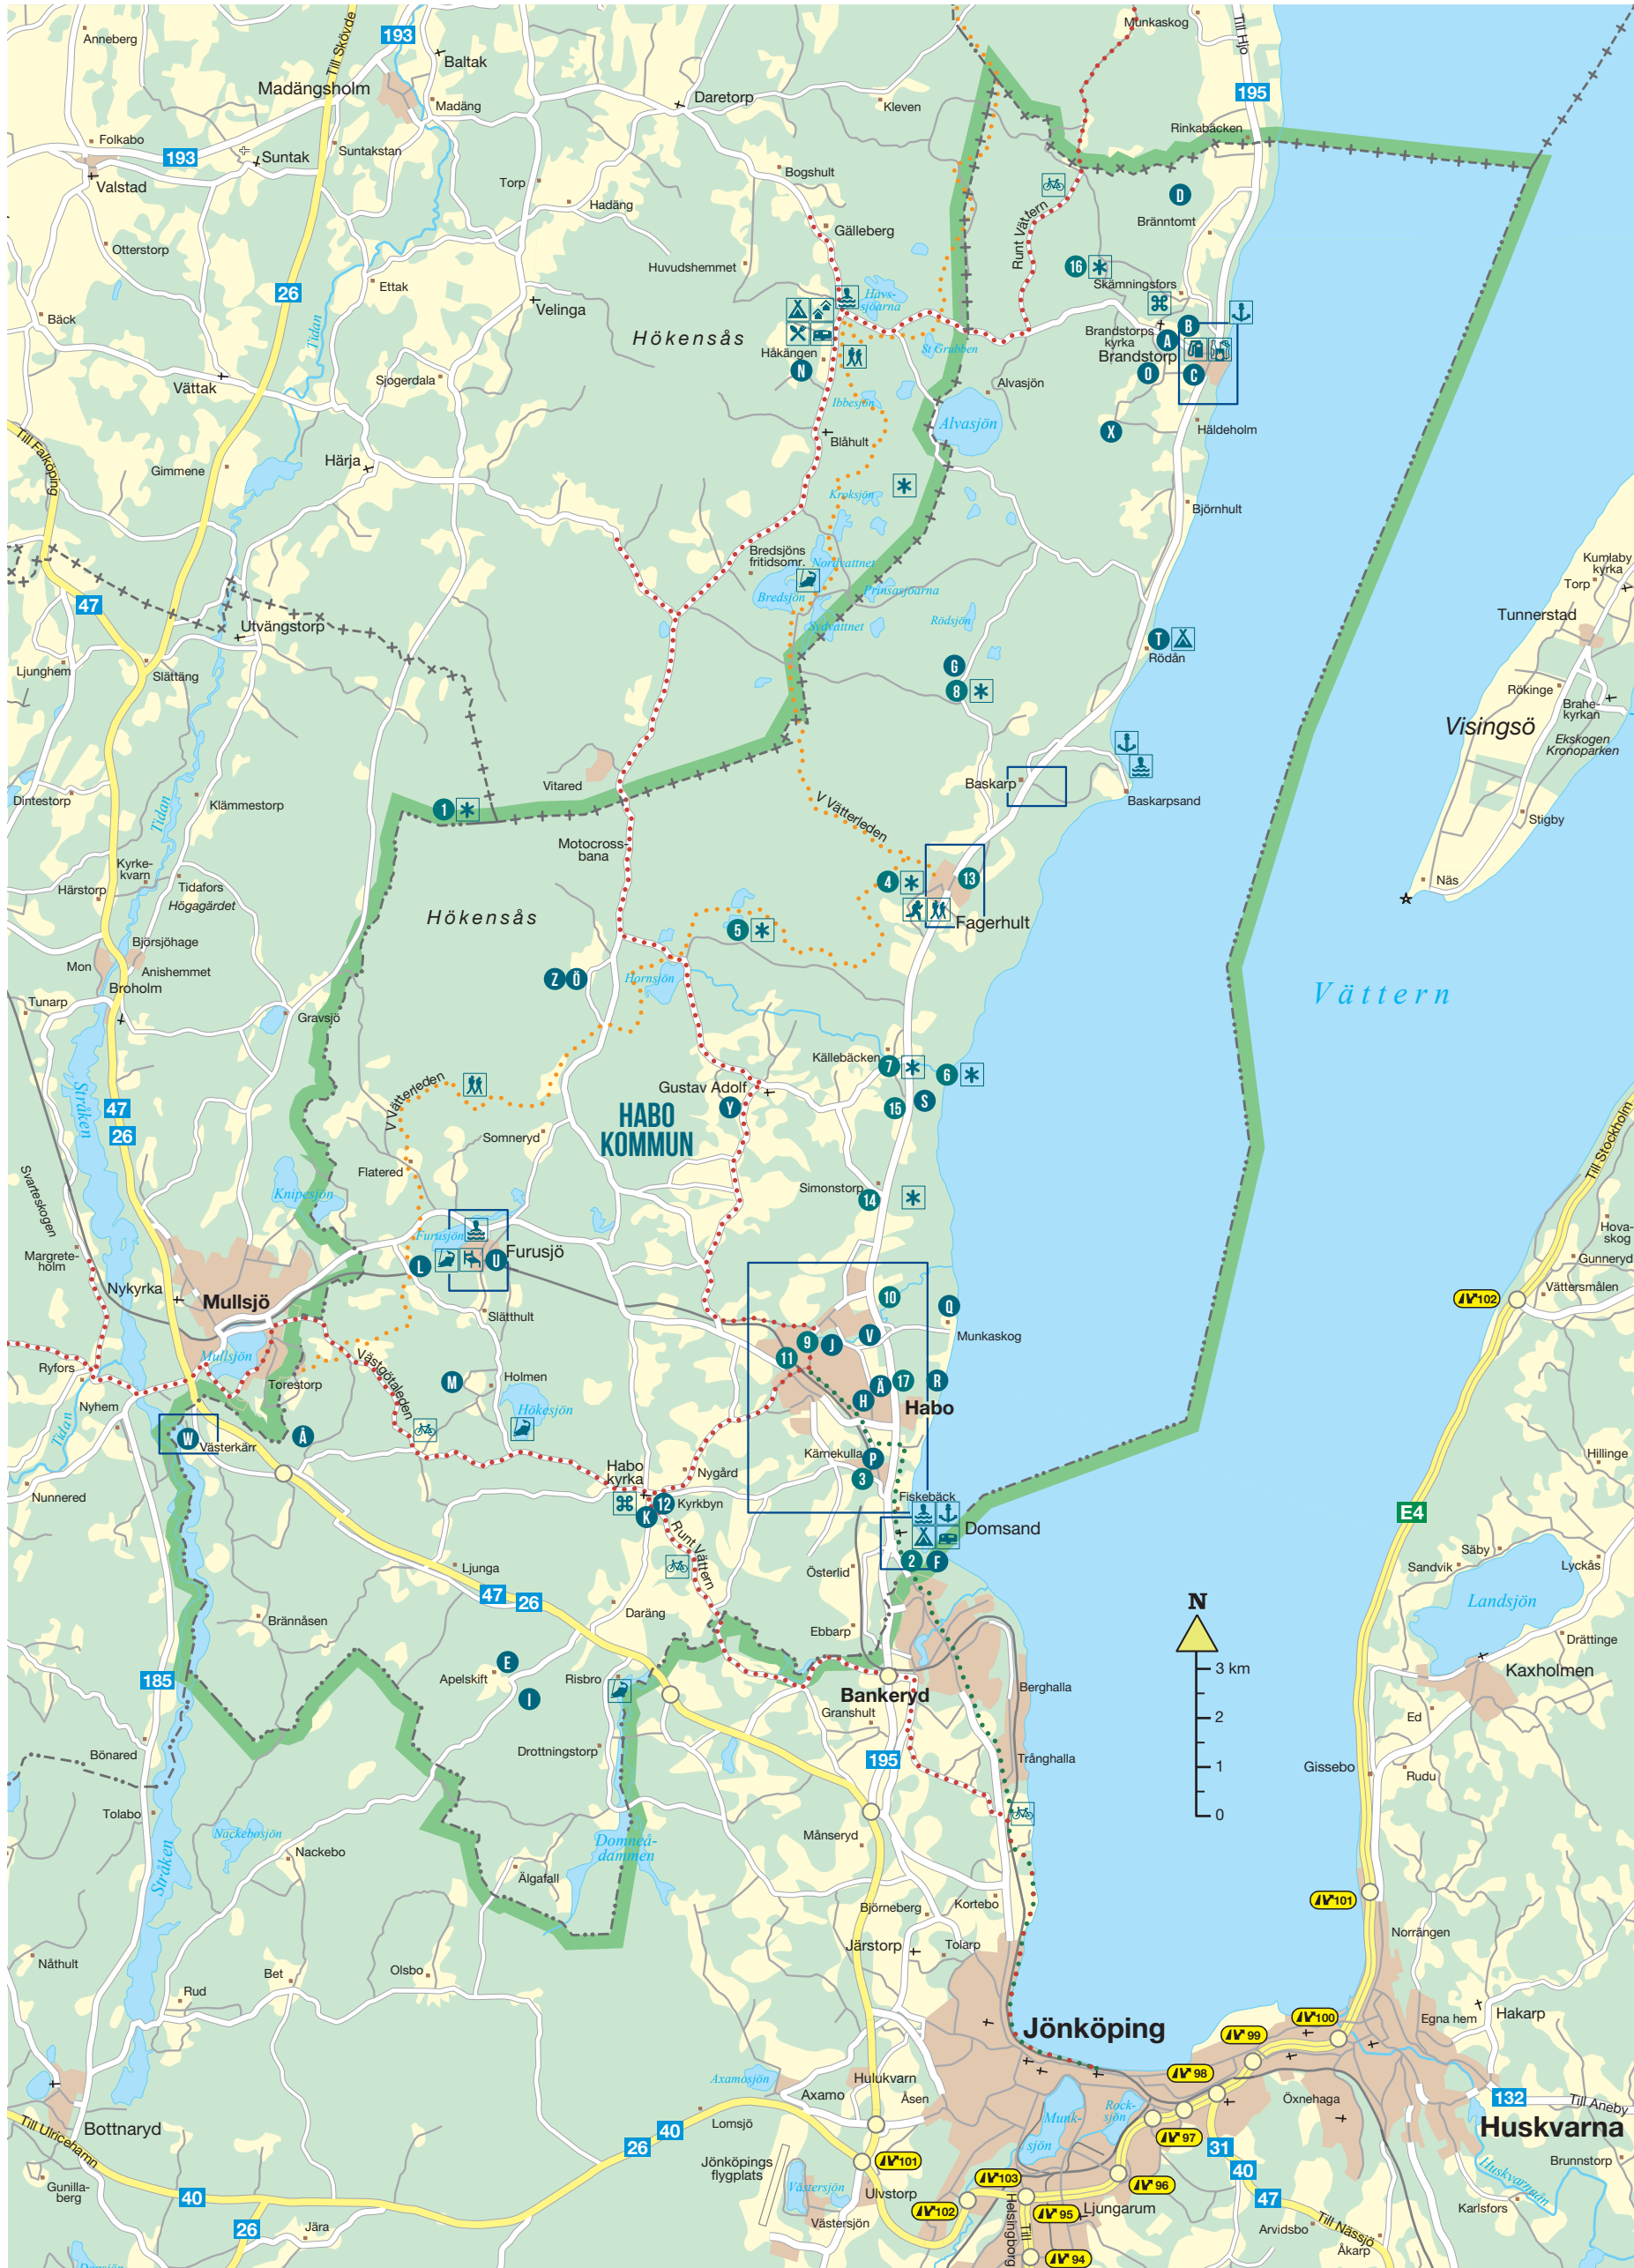 Anneberg
193
Till Skövde
Baltak
Madängsholm
Madäng
Daretorp
Kleven
Munkaskog
Till Hjo
195
Rinkabäcken
Folkabo
193
Suntak
Suntakstan
Valstad
Torp
Bogshult
Hadäng
Gälleberg
Runt Vättern
D
Bränntomt
Otterstorp
Huvudshemmet
Ettak
26
Velinga
Bäck
Tidan
Hökensås
Havs-
sjöarna
16
Skämningsfors
Brandstorps
kyrka
B
A
Brandstorp
O
C
St Grubben
Håkängen
N
Alvasjön
Ibbesjön
Alvasjön
Vättak
Sjogerdala
Blåhult
X
Häldeholm
Till Falköping
Gimmene
Härja
Kroksjön
Björnhult
Bredsjöns
fritidsomr.
Nordvattnet
Bredsjön
Prinsasjöarna
Sydvattnet
Rödsjön
Kumlaby
kyrka
Torp
Tunnerstad
47
Utvängstorp
Ljunghem
Slättäng
T
Rödån
G
8
Rökinge
Brahe-
kyrkan
Visingsö
Ekskogen
Kronoparken
Dintestorp
Klämmestorp
Tidan
1
Vitared
Baskarp
Baskarpsand
Stigby
V Vätterleden
Motocross-
bana
Kyrke-
kvarn
Härstorp
Tidafors
Högagärdet
4
13
Fagerhult
Näs
Hökensås
5
Björsjöhage
Mon
Anishemmet
Broholm
Tunarp
Z
Ö
Hornsjön
Vättern
Gravsjö
Källebäcken
7
6
S
15
Stråken
47
26
V Vätterleden
Gustav Adolf
Y
HABO
KOMMUN
Somneryd
Till Stockholm
Flatered
Svarteskogen
Knipesjön
Simonstorp
14
Margrete-
holm
Furusjön
L
U
Furusjö
Hova-
skog
Gunneryd
Nykyrka
Mullsjö
Slätthult
102
Vättersmålen
10
Q
Munkaskog
V
9
J
11
Mullsjön
Västgötaleden
Ryfors
Torestorp
M
Holmen
Hökesjön
Ä
17
R
H
Habo
Nyhem
Tidan
W
Västerkärr
Å
Hillinge
Habo
kyrka
Nygård
Kärnekulla
P
3
Nunnered
12
Kyrkbyn
K
Fiskebäck
E4
Domsand
Runt Vättern
2
F
Säby
Sandvik
Lyckås
Landsjön
Ljunga
Österlid
47
26
Brännåsen
Daräng
Ebbarp
N
Drättinge
E
Apelskift
I
Risbro
185
3 km
2
1
0
Kaxholmen
Bankeryd
Granshult
Berghalla
Ed
Bönared
Drottningstorp
195
Trånghalla
Gissebo
Rudu
Tolabo
Nackebosjön
Nackebo
Månseryd
Domneå-
dammen
Stråken
Älgafall
Kortebo
Björneberg
101
Norrängen
Järstorp
Tolarp
Nåthult
Bet
Olsbo
Rud
100
Egna hem
Hakarp
Jönköping
99
98
Öxnehaga
Axamosjön
Hulukvarn
Axamo
Åsen
Munk-
sjön
Rock-
sjön
132
Till Aneby
Huskvarna
Bottnaryd
Lomsjö
40
26
97
31
Till Ulricehamn
Jönköpings
flygplats
101
Brunnstorp
Huskvarnaån
Gunilla-
berg
40
Västersjön
Ulvstorp
103
96
40
47
Karlsfors
26
Jära
Västersjön
102
95
Ljungarum
Till Nässjö
Arvidsbo
Till
Helsingborg
94
Åkarp